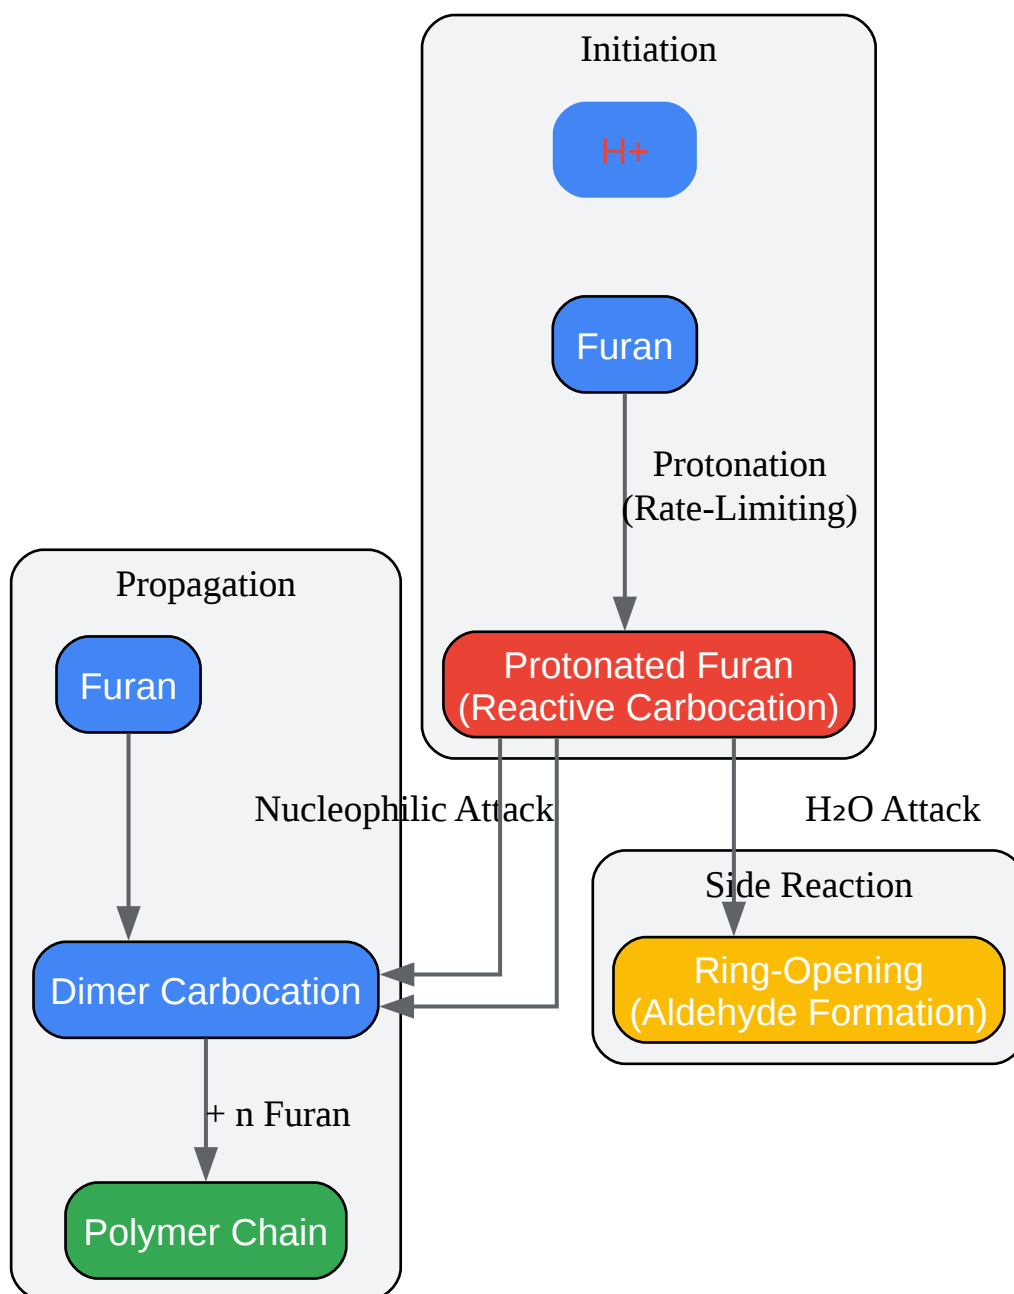 Initiation
H+
Furan
Protonation
(Rate-Limiting)
Propagation
Furan
Protonated Furan
(Reactive Carbocation)
Nucleophilic Attack
H₂O Attack
Side Reaction
Dimer Carbocation
Ring-Opening
(Aldehyde Formation)
+ n Furan
Polymer Chain